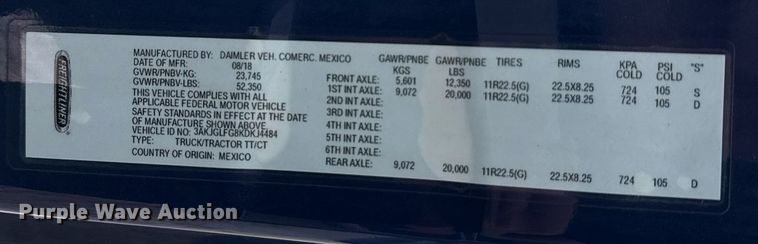 FREIGHTLINER
MANUFACTURED BY: DAIMLER VEH. COMERC. MEXICO
DATE OF MFR: 08/18
GVWR/PNBV-KG: 23,745
GVWR/PNBV-LBS: 52,350
THIS VEHICLE COMPLIES WITH ALL
APPLICABLE FEDERAL MOTOR VEHICLE
SAFETY STANDARDS IN EFFECT AT THE DATE
OF MANUFACTURE SHOWN ABOVE.
VEHICLE ID NO: 3AKJGLFG8KDKJ4484
TYPE: TRUCK/TRACTOR TT/CT
COUNTRY OF ORIGIN: MEXICO
GAWR/PNBE GAWR/PNBE TIRES RIMS KPA PSI "S"
KGS LBS COLD COLD
FRONT AXLE: 5,601 12,350 11R22.5(G) 22.5X8.25 724 105 S
1ST INT AXLE: 9,072 20,000 11R22.5(G) 22.5X8.25 724 105 D
2ND INT AXLE:
3RD INT AXLE:
4TH INT AXLE:
5TH INT AXLE:
6TH INT AXLE:
REAR AXLE: 9,072 20,000 11R22.5(G) 22.5X8.25 724 105 D
Purple Wave Auction